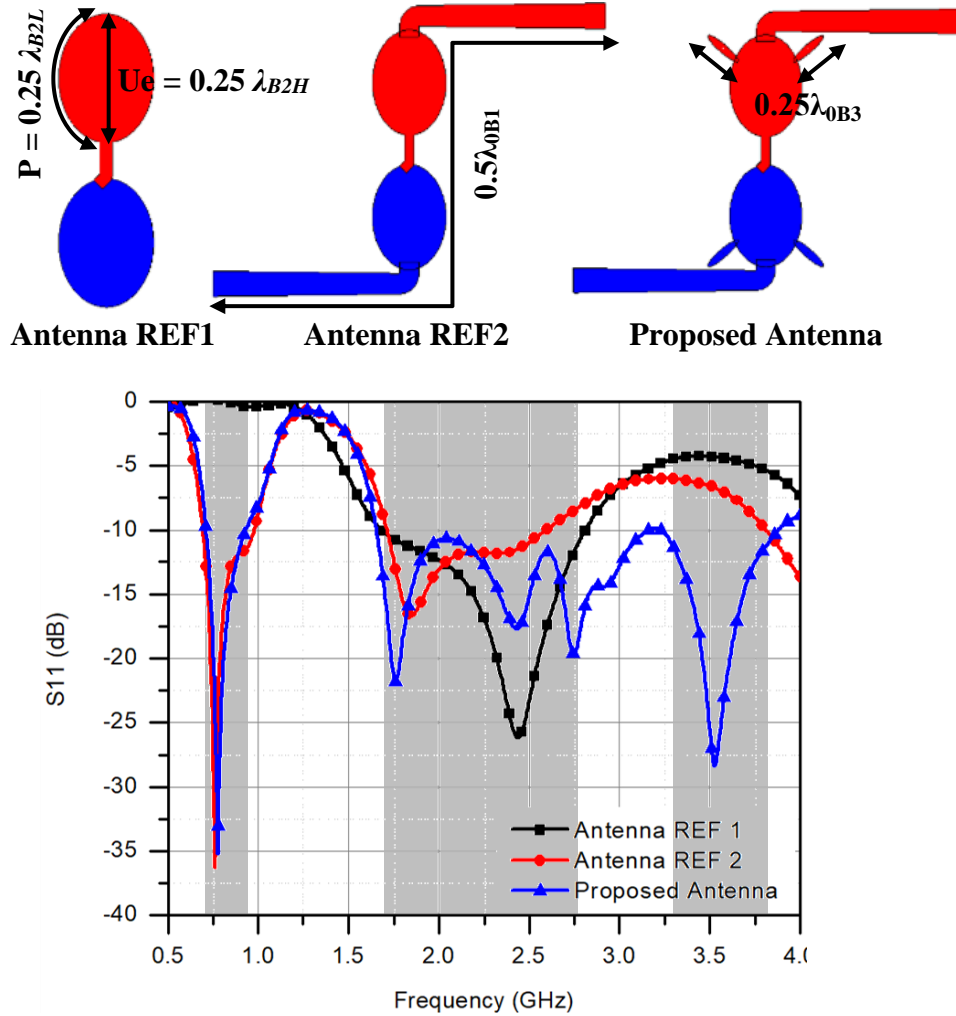 P = 0.25 λB2L
Ue = 0.25 λB2H
0.5λ0B1
0.25λ0B3
Antenna REF1
Antenna REF2
Proposed Antenna
0
-5
-10
-15
-20
-25
-30
-35
-40
S11 (dB)
Antenna REF 1
Antenna REF 2
Proposed Antenna
0.5
1.0
1.5
2.0
2.5
3.0
3.5
4.0
Frequency (GHz)